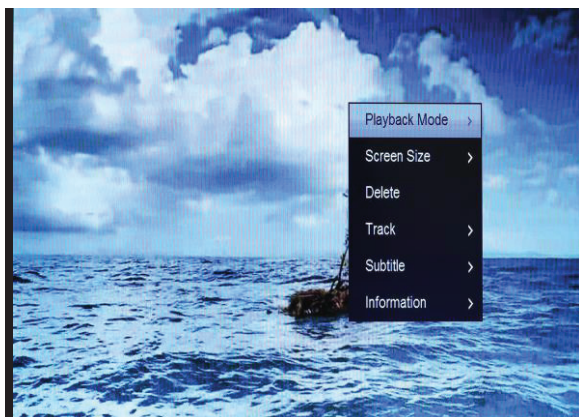 Playback Mode >
Screen Size >
Delete
Track >
Subtitle >
Information >